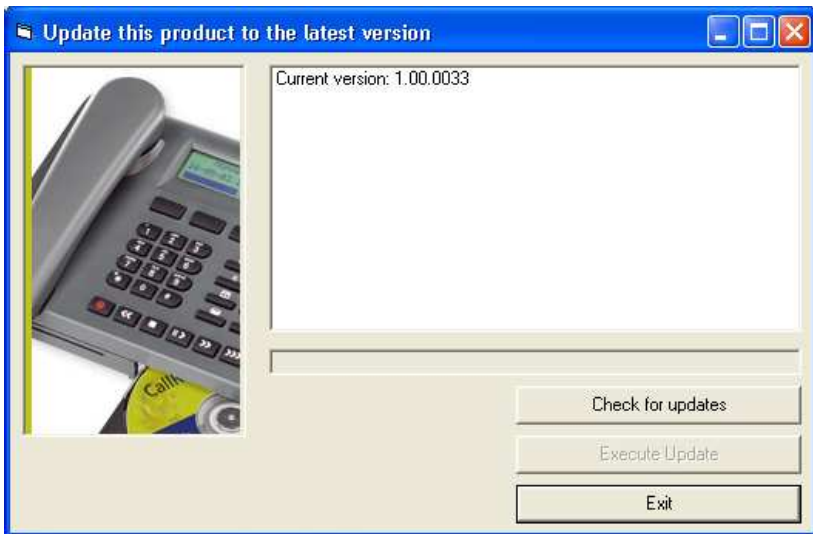 Update this product to the latest version
Current version: 1.00.0033
Check for updates
Execute Update
Exit